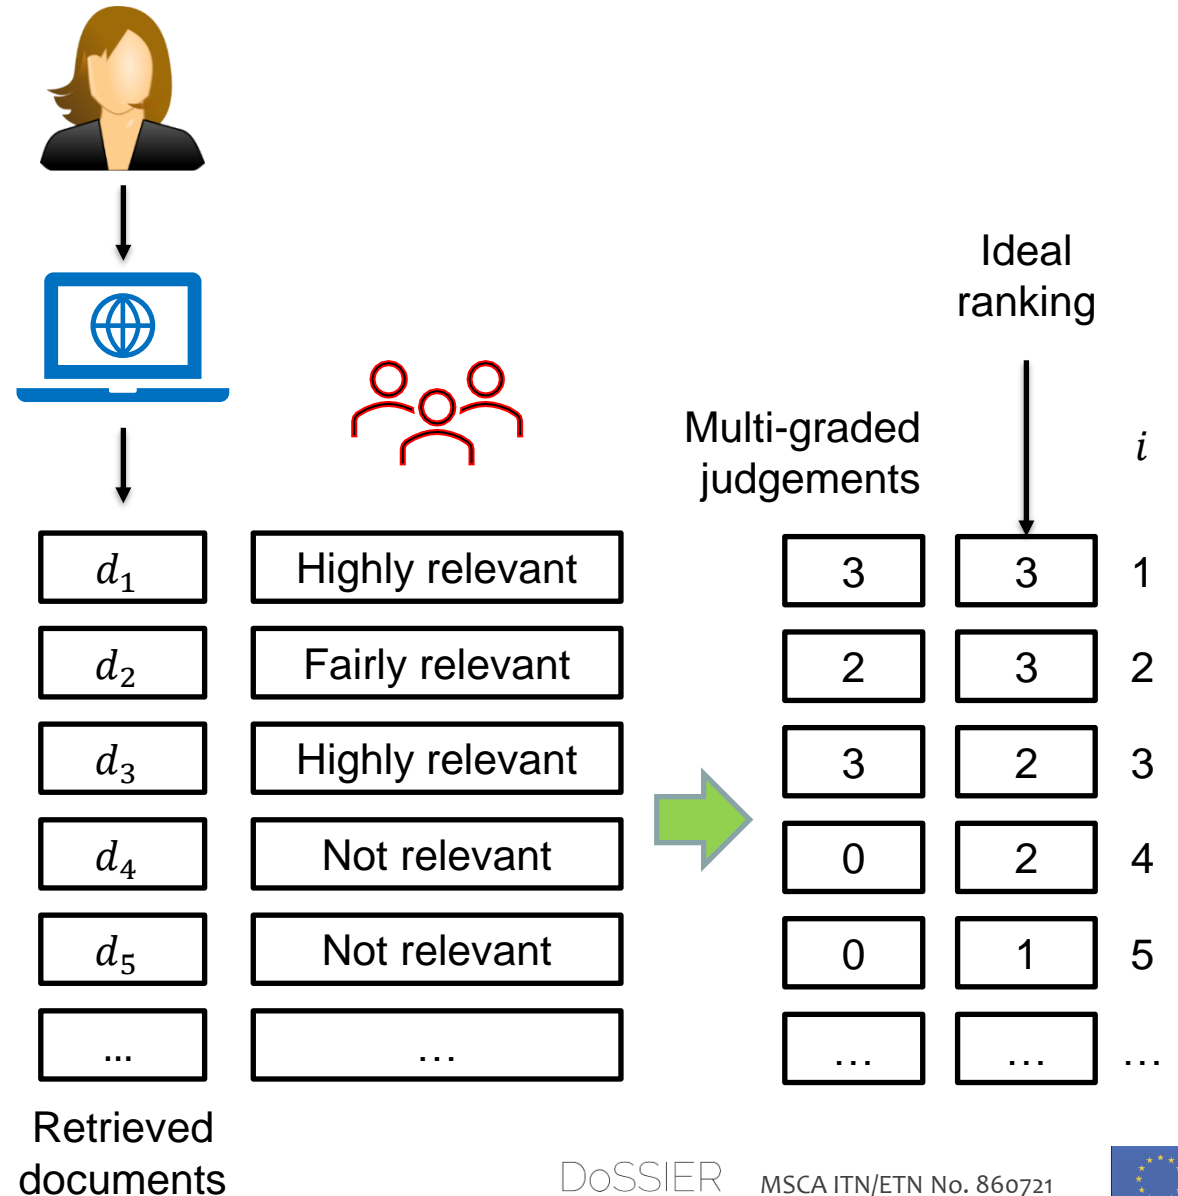 Ideal
ranking
Multi-graded
judgements
i
d₁ Highly relevant 3 3 1
d₂ Fairly relevant 2 3 2
d₃ Highly relevant 3 2 3
d₄ Not relevant 0 2 4
d₅ Not relevant 0 1 5
... … … … …
Retrieved
documents
DoSSIER MSCA ITN/ETN No. 860721